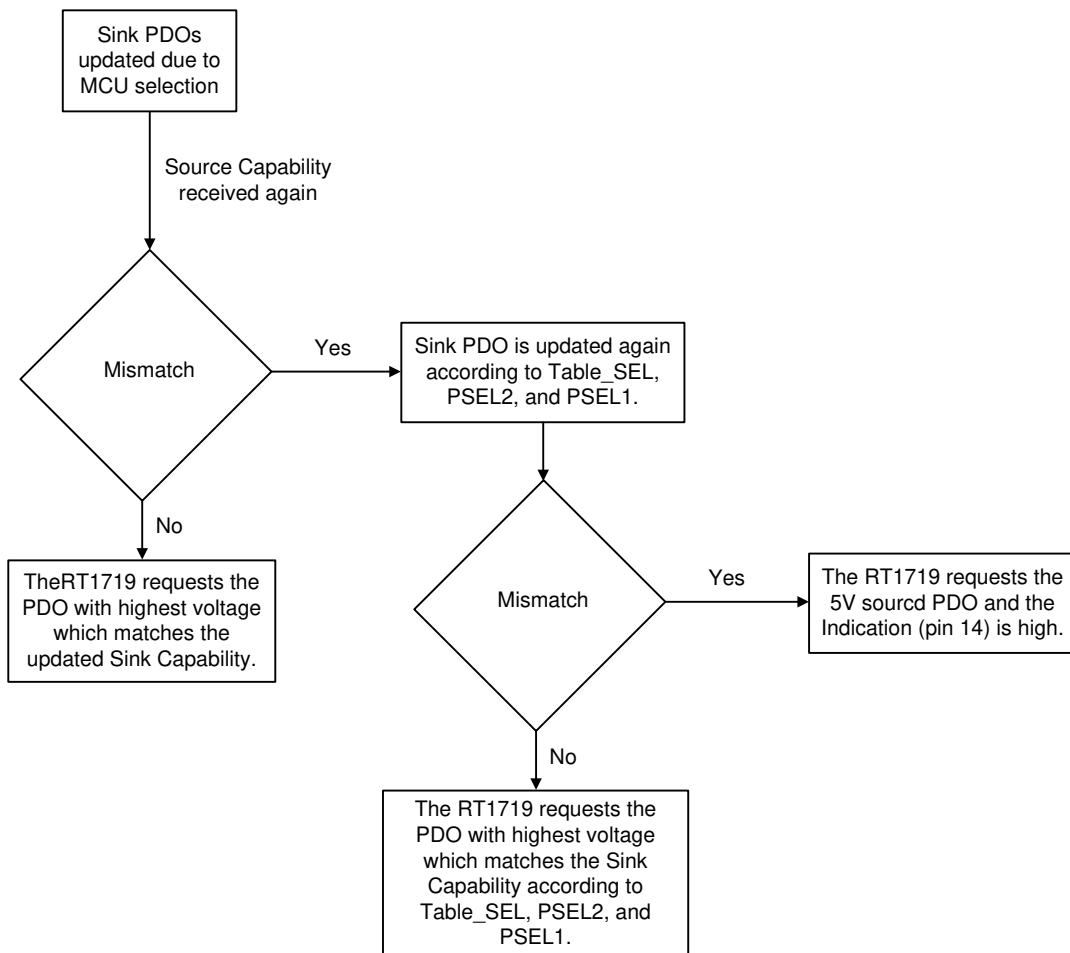 Sink PDOs
updated due to
MCU selection
Source Capability
received again
Mismatch
Yes
Sink PDO is updated again
according to Table_SEL,
PSEL2, and PSEL1.
No
TheRT1719 requests the
PDO with highest voltage
which matches the
updated Sink Capability.
Mismatch
Yes
The RT1719 requests the
5V sourcd PDO and the
Indication (pin 14) is high.
No
The RT1719 requests the
PDO with highest voltage
which matches the Sink
Capability according to
Table_SEL, PSEL2, and
PSEL1.